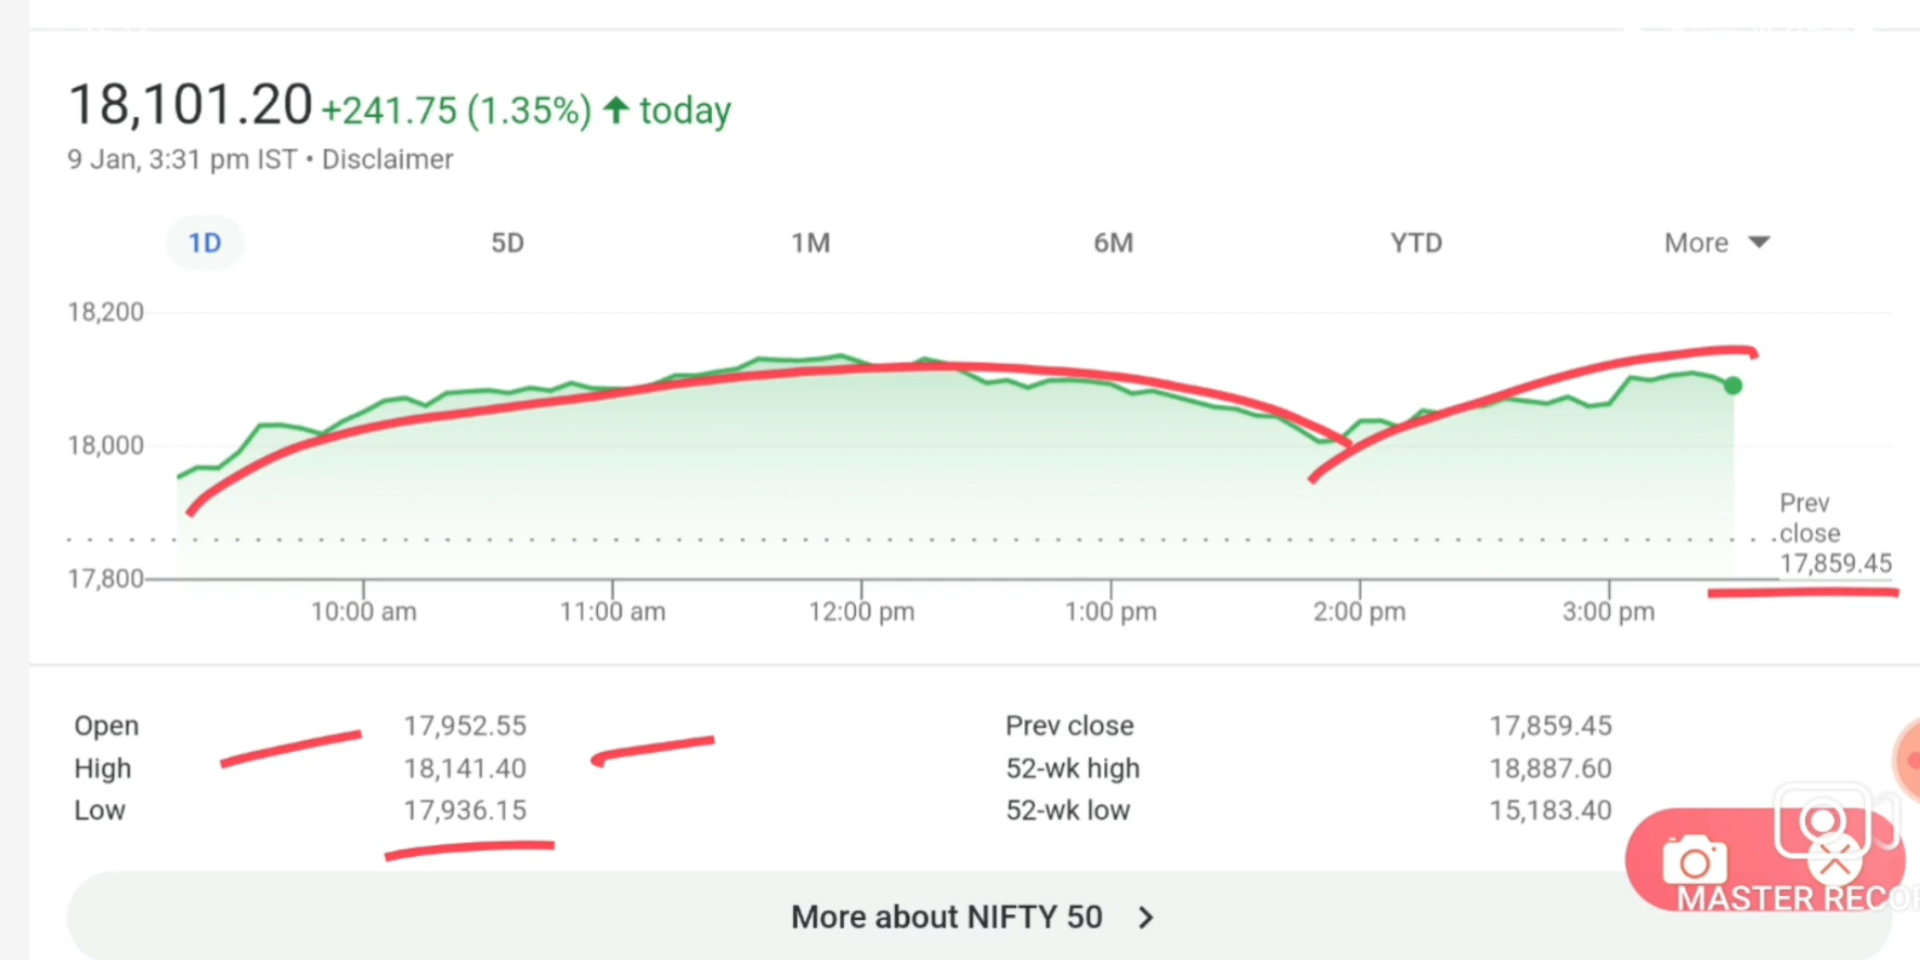 18,101.20 +241.75 (1.35%) ↑ today
9 Jan, 3:31 pm IST • Disclaimer
1D 5D 1M 6M YTD More
18,200
18,000
17,800
Prev
close
17,859.45
10:00 am 11:00 am 12:00 pm 1:00 pm 2:00 pm 3:00 pm
Open 17,952.55 Prev close 17,859.45
High 18,141.40 52-wk high 18,887.60
Low 17,936.15 52-wk low 15,183.40
More about NIFTY 50
MASTER RECO